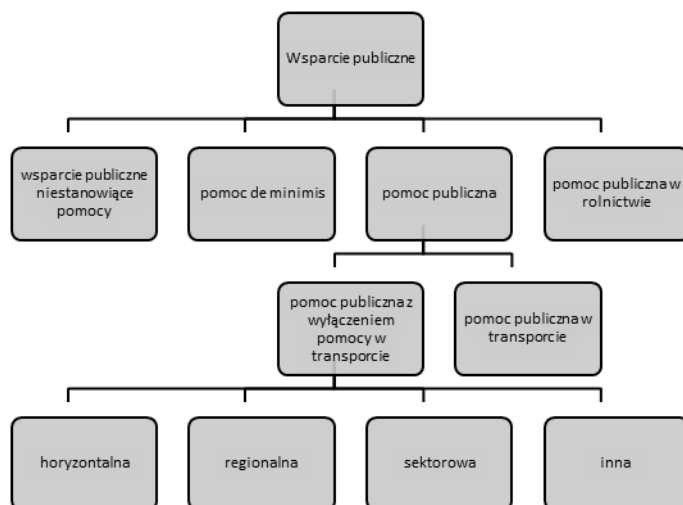 Wsparcie publiczne
wsparcie publiczne
niestanowiące
pomocy
pomoc de minimis
pomoc publiczna
pomoc publiczna w
rolnictwie
pomoc publiczna z
wyłączeniem
pomocy w
transporcie
pomoc publiczna w
transporcie
horyzontalna
regionalna
sektorowa
inna